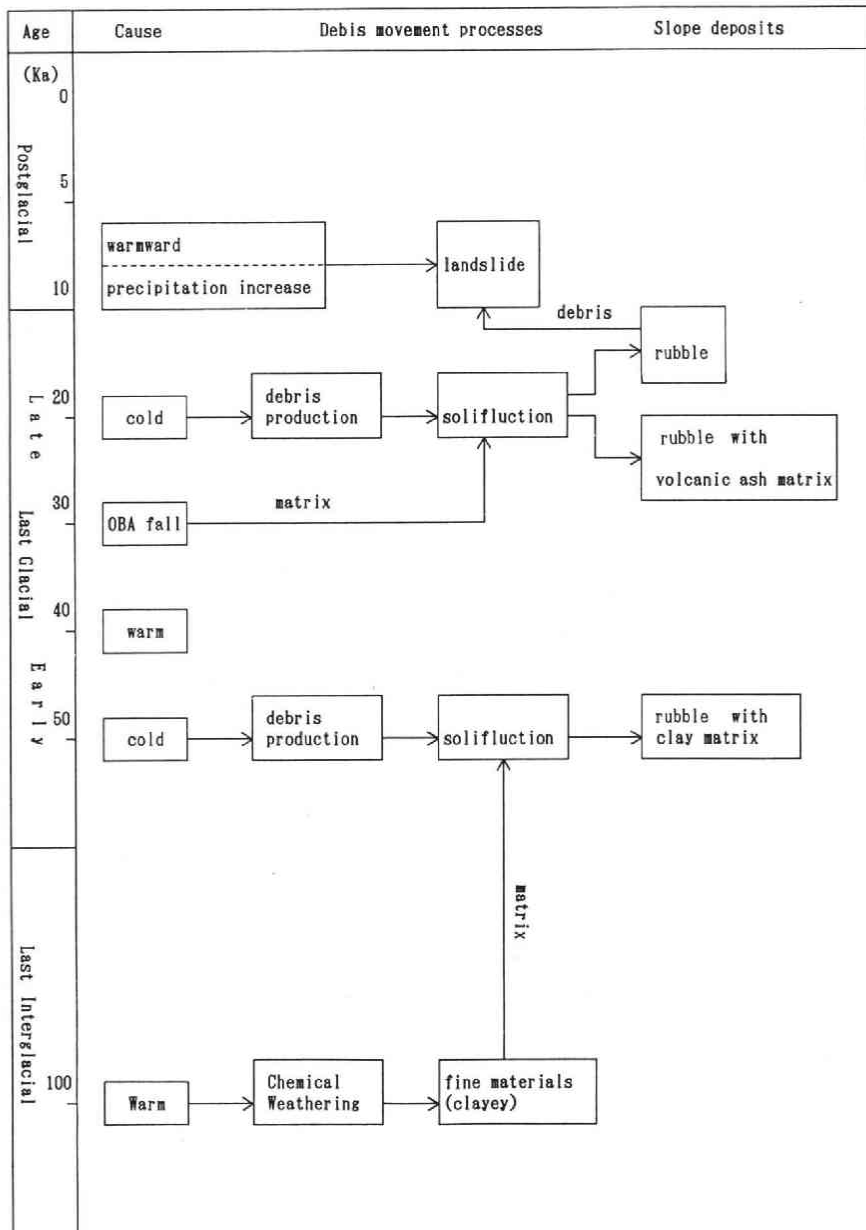 Age Cause Debis movement processes Slope deposits
(Ka)
0
Postglacial
5
warmward
precipitation increase
landslide
10
debris
rubble
Late
20
cold
debris
production
solifluction
rubble with
volcanic ash matrix
30
OBA fall
matrix
Last Glacial
40
warm
Early
50
cold
debris
production
solifluction
rubble with
clay matrix
matrix
Last Interglacial
100
Warm
Chemical
Weathering
fine materials
(clayey)